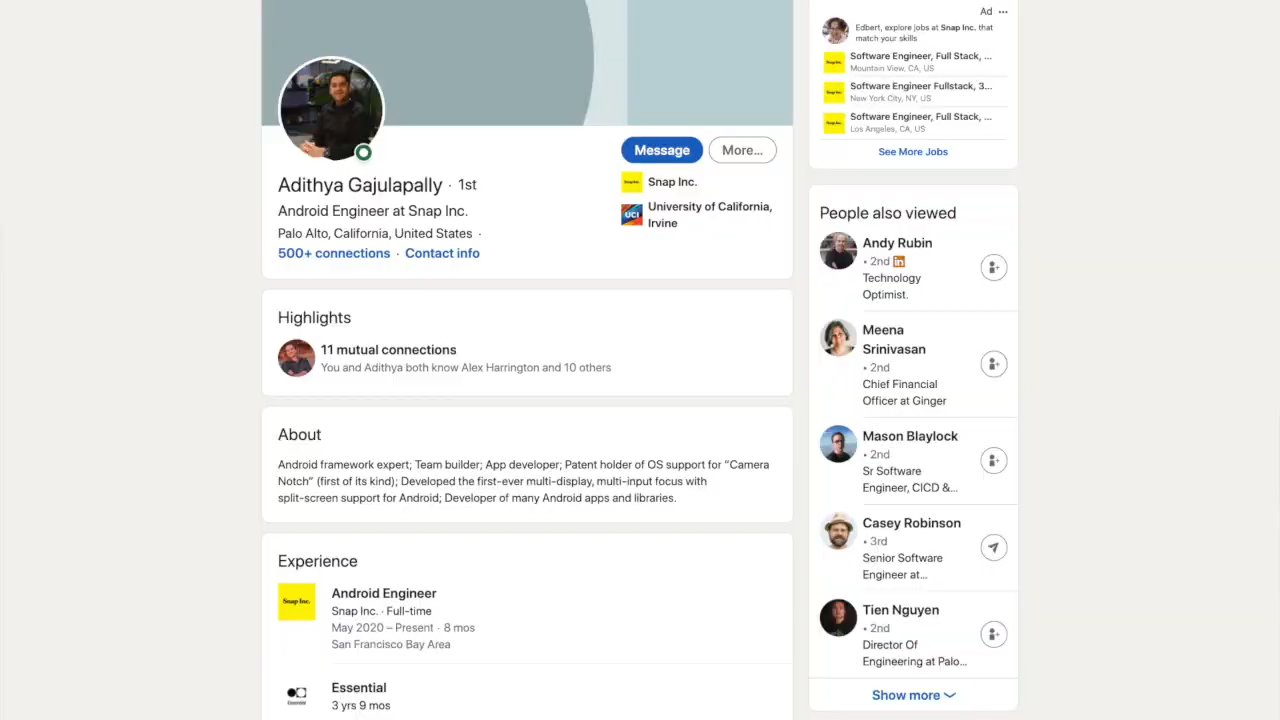 Adithya Gajulapally · 1st
Android Engineer at Snap Inc.
Palo Alto, California, United States ·
500+ connections · Contact info
Message
More...
Snap Inc.
UCI
University of California,
Irvine
Highlights
11 mutual connections
You and Adithya both know Alex Harrington and 10 others
About
Android framework expert; Team builder; App developer; Patent holder of OS support for "Camera
Notch" (first of its kind); Developed the first-ever multi-display, multi-input focus with
split-screen support for Android; Developer of many Android apps and libraries.
Experience
Snap Inc.
Android Engineer
Snap Inc. · Full-time
May 2020 – Present · 8 mos
San Francisco Bay Area
Essential
3 yrs 9 mos
Ad ...
Edbert, explore jobs at Snap Inc. that
match your skills
Software Engineer, Full Stack, ...
Mountain View, CA, US
Software Engineer Fullstack, 3...
New York City, NY, US
Software Engineer, Full Stack, ...
Los Angeles, CA, US
See More Jobs
People also viewed
Andy Rubin
• 2nd in
Technology
Optimist.
Meena
Srinivasan
• 2nd
Chief Financial
Officer at Ginger
Mason Blaylock
• 2nd
Sr Software
Engineer, CICD &...
Casey Robinson
• 3rd
Senior Software
Engineer at...
Tien Nguyen
• 2nd
Director Of
Engineering at Palo...
Show more